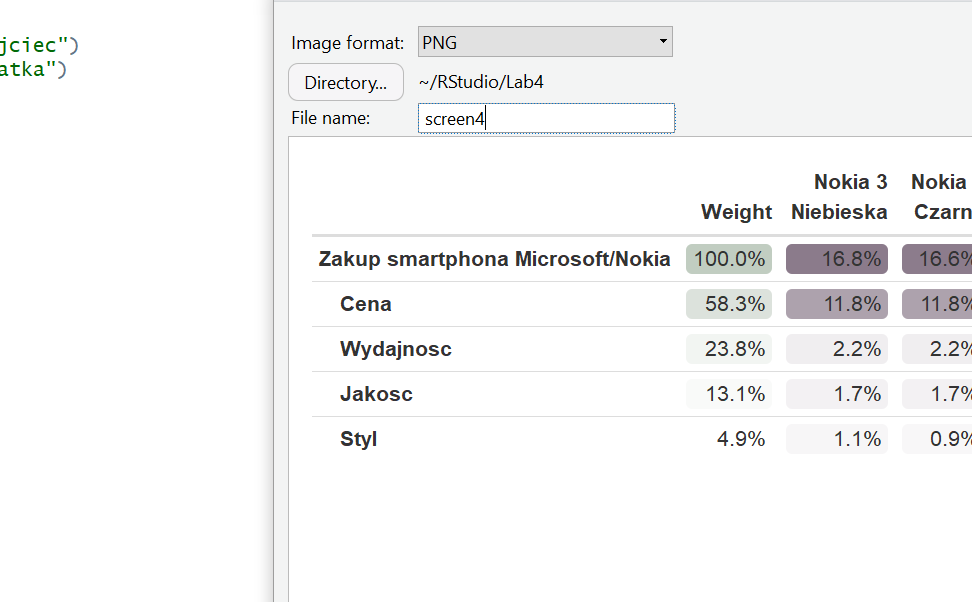 jciec")
atka")
Image format: PNG
Directory... ~/RStudio/Lab4
File name: screen4
Nokia 3 Nokia
Weight Niebieska Czarn
Zakup smartphona Microsoft/Nokia 100.0% 16.8% 16.6%
Cena 58.3% 11.8% 11.8%
Wydajnosc 23.8% 2.2% 2.2%
Jakosc 13.1% 1.7% 1.7%
Styl 4.9% 1.1% 0.9%